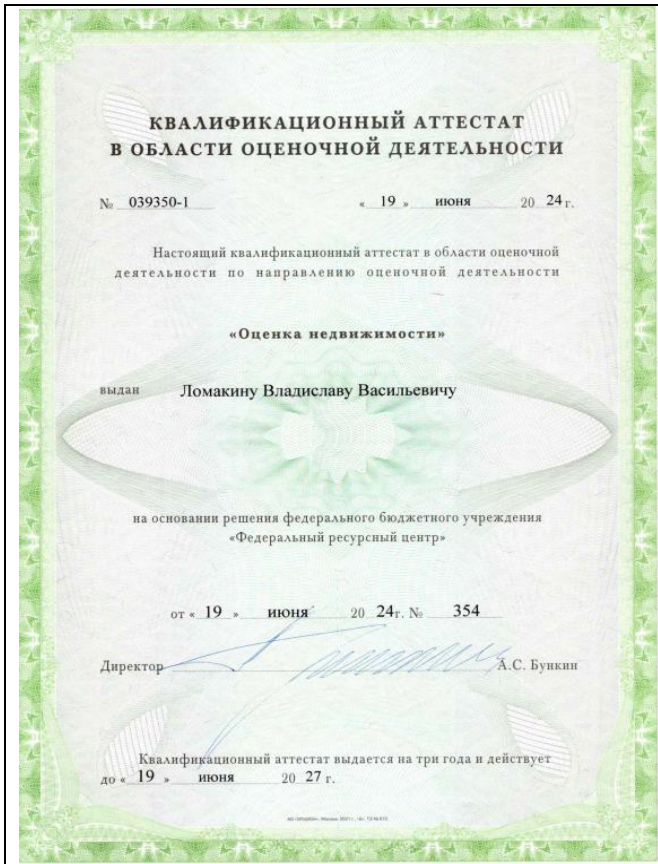 КВАЛИФИКАЦИОННЫЙ АТТЕСТАТ
В ОБЛАСТИ ОЦЕНОЧНОЙ ДЕЯТЕЛЬНОСТИ
№ 039350-1 « 19 » июня 20 24 г.
Настоящий квалификационный аттестат в области оценочной
деятельности по направлению оценочной деятельности
«Оценка недвижимости»
выдан Ломакину Владиславу Васильевичу
на основании решения федерального бюджетного учреждения
«Федеральный ресурсный центр»
от « 19 » июня 20 24г. № 354
Директор А.С. Бункин
Квалификационный аттестат выдается на три года и действует
до « 19 » июня 20 27 г.